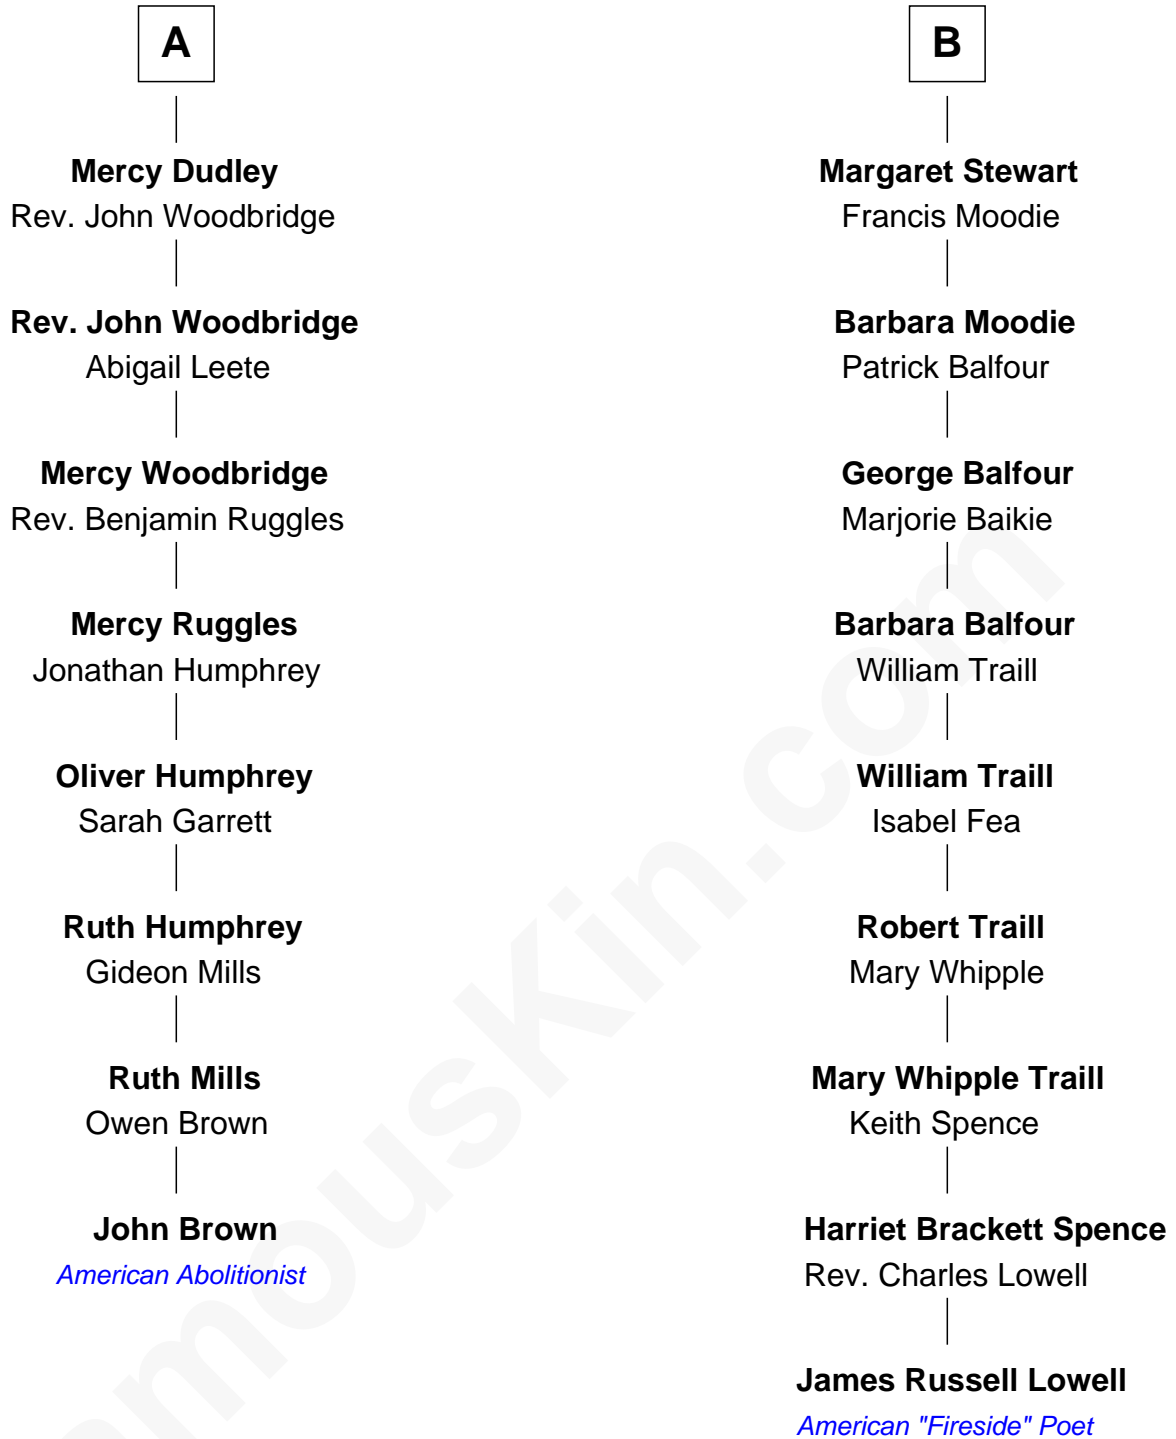 A
Mercy Dudley
Rev. John Woodbridge
Rev. John Woodbridge
Abigail Leete
Mercy Woodbridge
Rev. Benjamin Ruggles
Mercy Ruggles
Jonathan Humphrey
Oliver Humphrey
Sarah Garrett
Ruth Humphrey
Gideon Mills
Ruth Mills
Owen Brown
John Brown
American Abolitionist
B
Margaret Stewart
Francis Moodie
Barbara Moodie
Patrick Balfour
George Balfour
Marjorie Baikie
Barbara Balfour
William Traill
William Traill
Isabel Fea
Robert Traill
Mary Whipple
Mary Whipple Traill
Keith Spence
Harriet Brackett Spence
Rev. Charles Lowell
James Russell Lowell
American "Fireside" Poet
amouskin.com